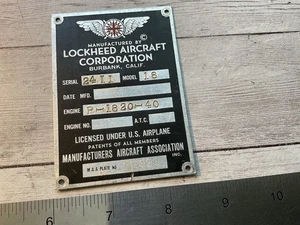 MANUFACTURED BY ©
LOCKHEED AIRCRAFT
CORPORATION
BURBANK, CALIF.
SERIAL 2411 MODEL 18
DATE MFD.
ENGINE R-1820-40
ENGINE NO. A.T.C.
LICENSED UNDER U.S. AIRPLANE
PATENTS OF ALL MEMBERS
MANUFACTURERS AIRCRAFT ASSOCIATION
INC.
M A A PLATE NO
6 7 8 9 10